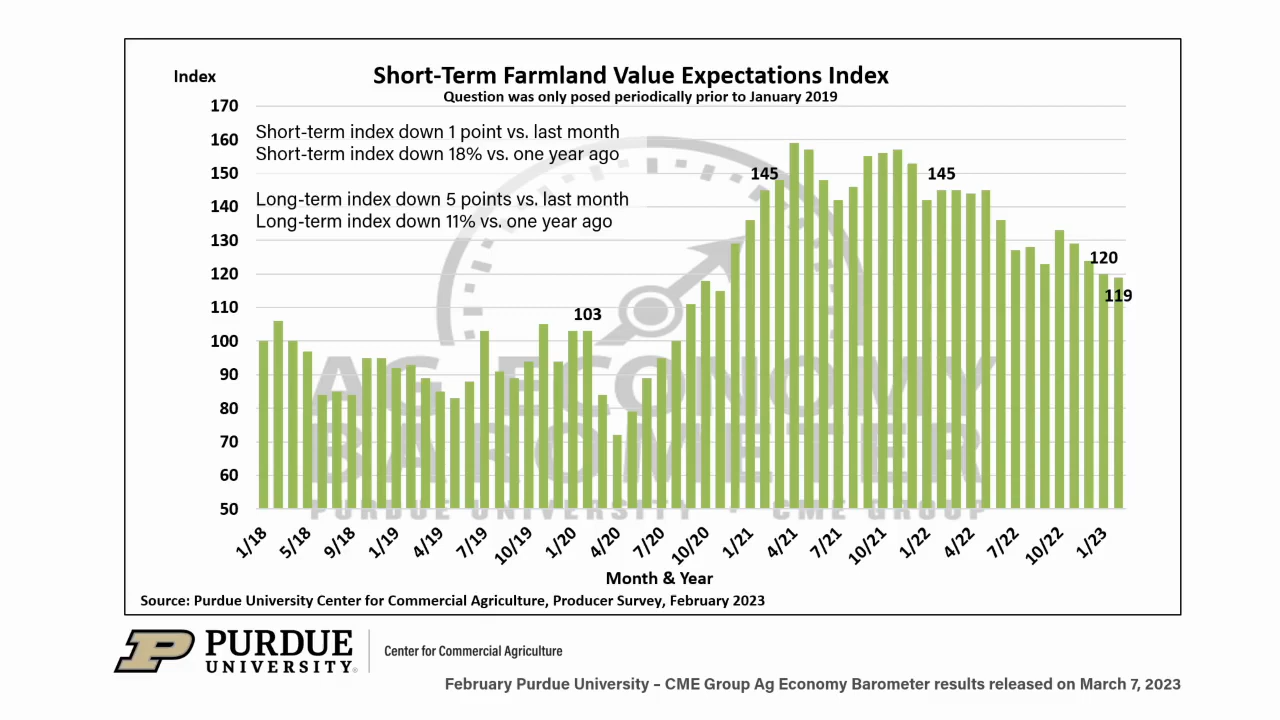 Index
Short-Term Farmland Value Expectations Index
Question was only posed periodically prior to January 2019
170
160
150
140
130
120
110
100
90
80
70
60
50
Short-term index down 1 point vs. last month
Short-term index down 18% vs. one year ago
Long-term index down 5 points vs. last month
Long-term index down 11% vs. one year ago
103
145
145
120
119
AG ECONOMY
BAROMETER
PURDUE UNIVERSITY · CME GROUP
1/18
5/18
9/18
1/19
4/19
7/19
10/19
1/20
4/20
7/20
10/20
1/21
4/21
7/21
10/21
1/22
4/22
7/22
10/22
1/23
Month & Year
Source: Purdue University Center for Commercial Agriculture, Producer Survey, February 2023
PURDUE
UNIVERSITY®
Center for Commercial Agriculture
February Purdue University – CME Group Ag Economy Barometer results released on March 7, 2023